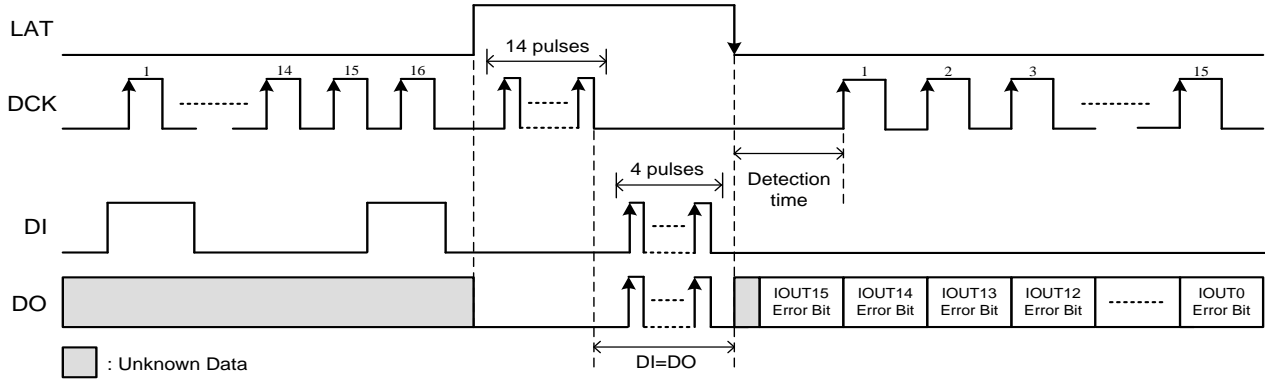 LAT
14 pulses
1
14
15
16
1
2
3
15
DCK
4 pulses
Detection
time
DI
DO
IOUT15
Error Bit
IOUT14
Error Bit
IOUT13
Error Bit
IOUT12
Error Bit
IOUT0
Error Bit
: Unknown Data
DI=DO